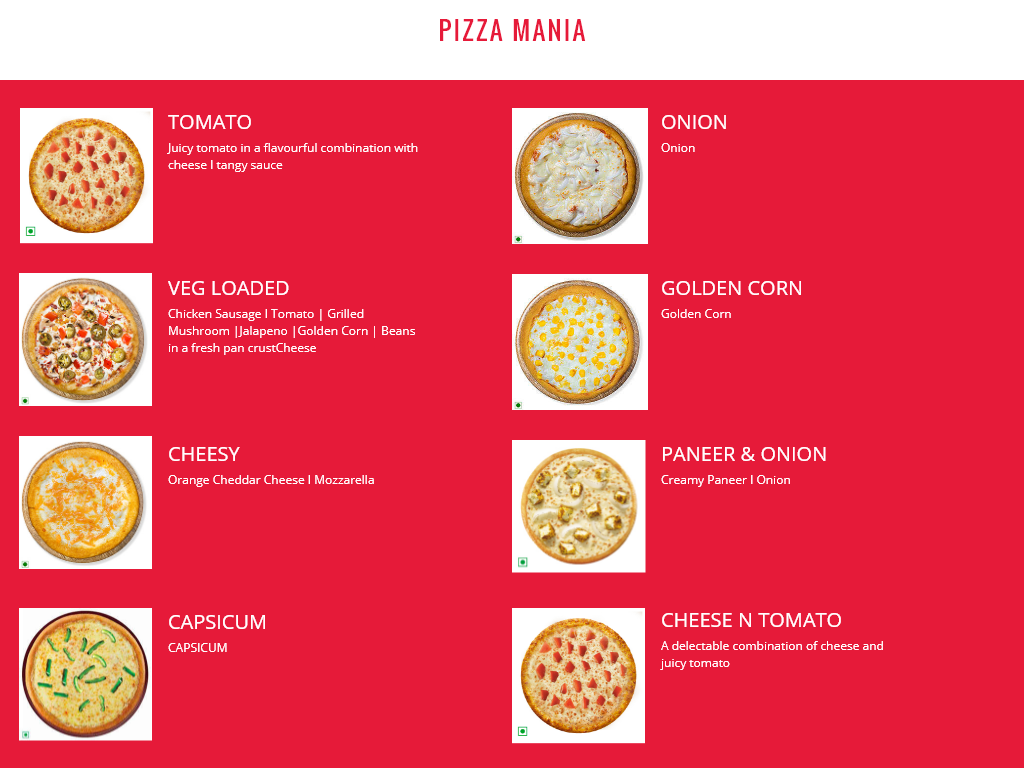 PIZZA MANIA
TOMATO
Juicy tomato in a flavourful combination with
cheese I tangy sauce
ONION
Onion
VEG LOADED
Chicken Sausage I Tomato | Grilled
Mushroom |Jalapeno |Golden Corn | Beans
in a fresh pan crustCheese
GOLDEN CORN
Golden Corn
CHEESY
Orange Cheddar Cheese I Mozzarella
PANEER & ONION
Creamy Paneer I Onion
CAPSICUM
CAPSICUM
CHEESE N TOMATO
A delectable combination of cheese and
juicy tomato